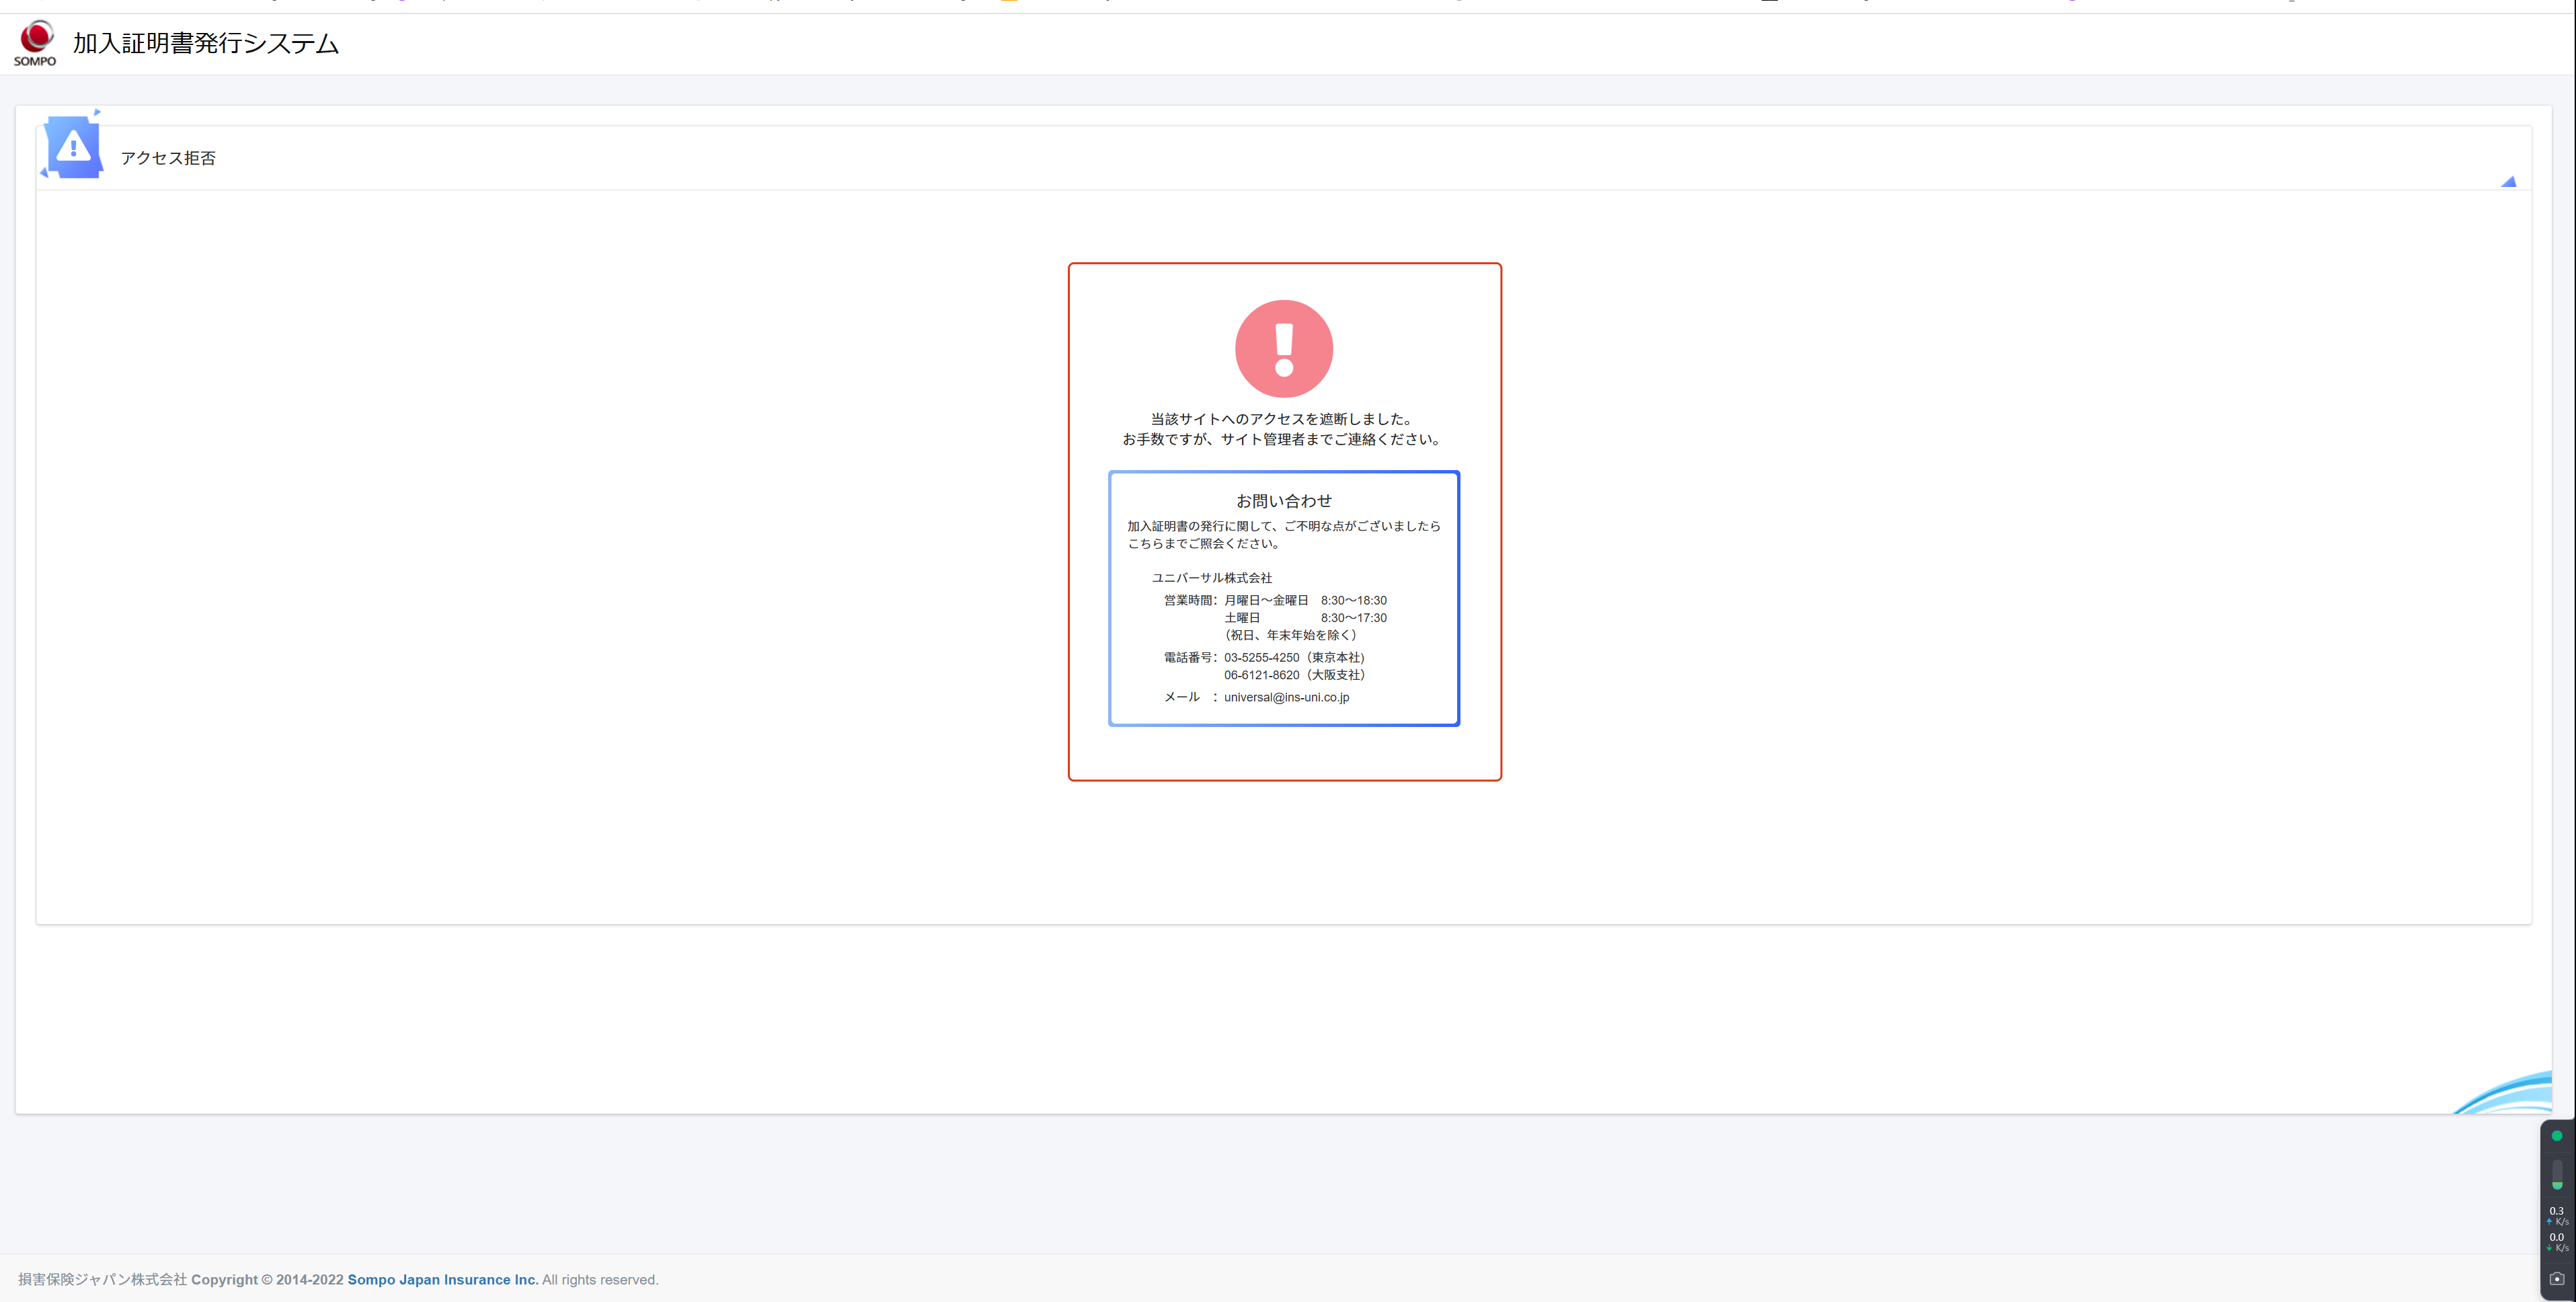 SOMPO
加入証明書発行システム
アクセス拒否
当該サイトへのアクセスを遮断しました。
お手数ですが、サイト管理者までご連絡ください。
お問い合わせ
加入証明書の発行に関して、ご不明な点がございましたら
こちらまでご照会ください。
ユニバーサル株式会社
営業時間：月曜日～金曜日　8:30～18:30
土曜日　8:30～17:30
（祝日、年末年始を除く）
電話番号：03-5255-4250（東京本社）
06-6121-8620（大阪支社）
メール　：universal@ins-uni.co.jp
損害保険ジャパン株式会社 Copyright © 2014-2022 Sompo Japan Insurance Inc. All rights reserved.
0.3
K/s
0.0
K/s